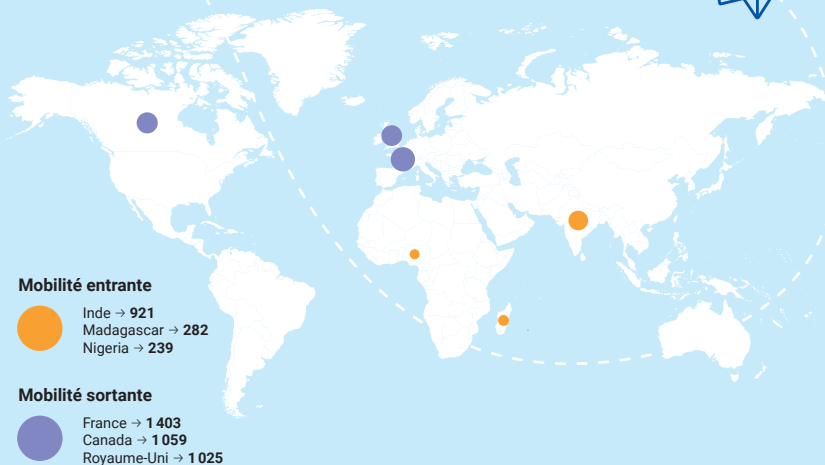 Mobilité entrante
Inde → 921
Madagascar → 282
Nigeria → 239
Mobilité sortante
France → 1 403
Canada → 1 059
Royaume-Uni → 1 025